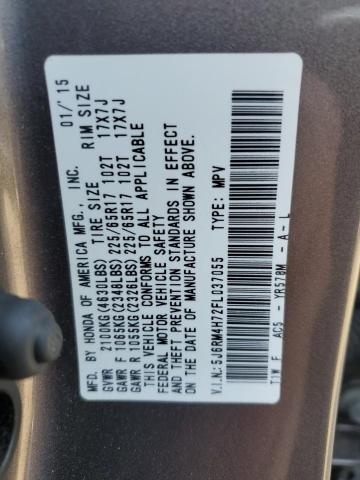 MFD. BY HONDA OF AMERICA MFG., INC. 01/'15
GVWR 2100KG(4630LBS) TIRE SIZE RIM SIZE
GAWR F 1065KG(2348LBS) 225/65R17 102T 17X7J
GAWR R 1055KG(2326LBS) 225/65R17 102T 17X7J
THIS VEHICLE CONFORMS TO ALL APPLICABLE
FEDERAL MOTOR VEHICLE SAFETY
AND THEFT PREVENTION STANDARDS IN EFFECT
ON THE DATE OF MANUFACTURE SHOWN ABOVE.
V.I.N.: 5J6RM4H72FL037055 TYPE: MPV
TIW F AC5 - YR578M - A - L